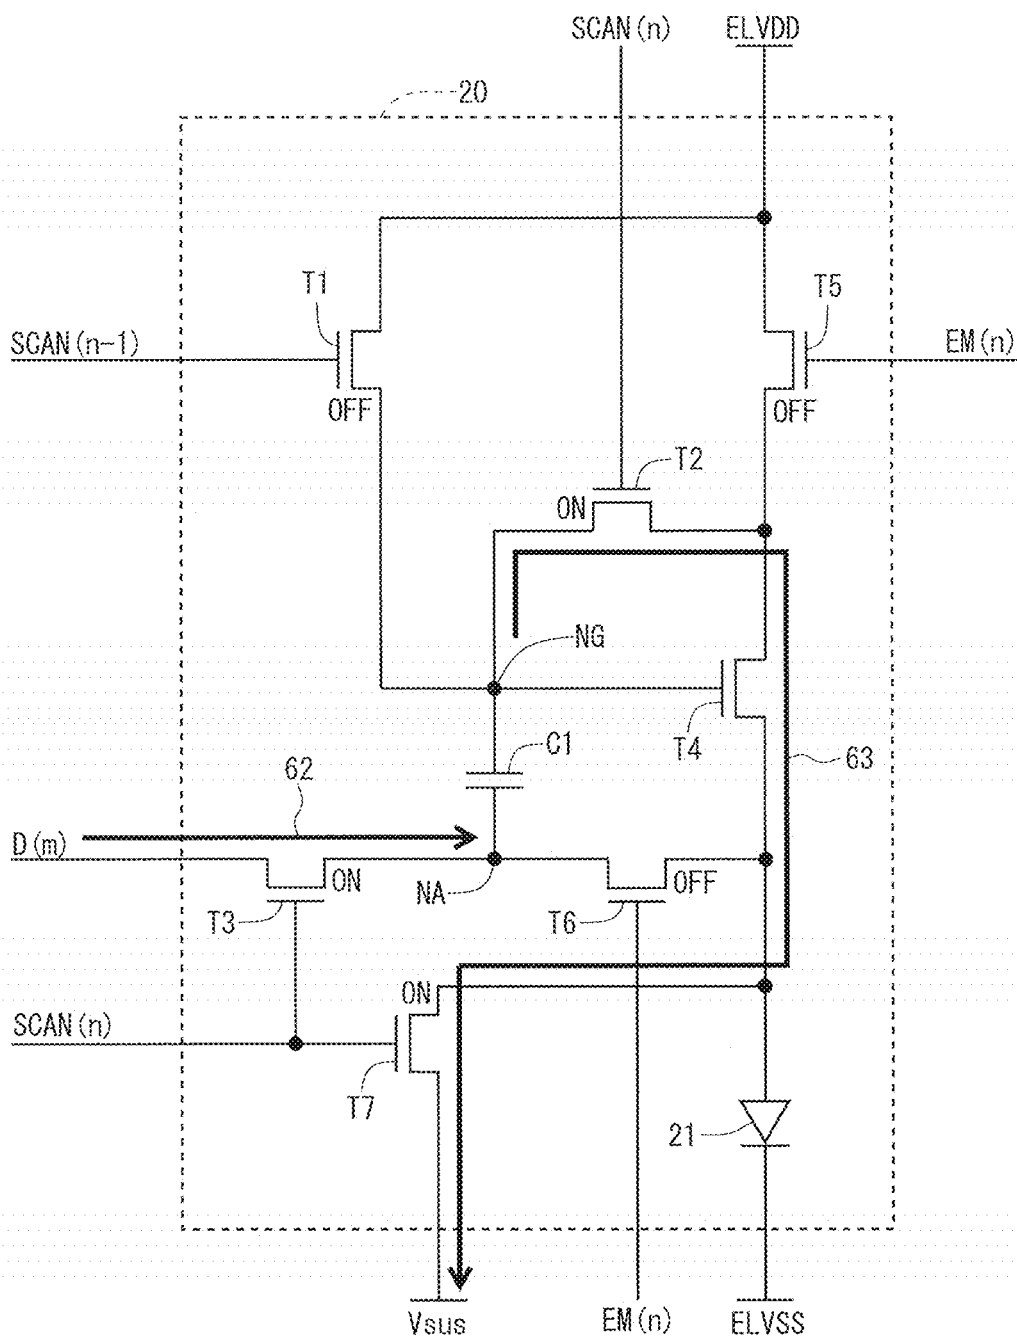 SCAN(n)
ELVDD
20
T1
T5
SCAN(n-1)
EM(n)
OFF
OFF
T2
ON
NG
C1
T4
63
62
D(m)
ON
NA
OFF
T3
T6
ON
SCAN(n)
T7
21
Vsus
EM(n)
ELVSS